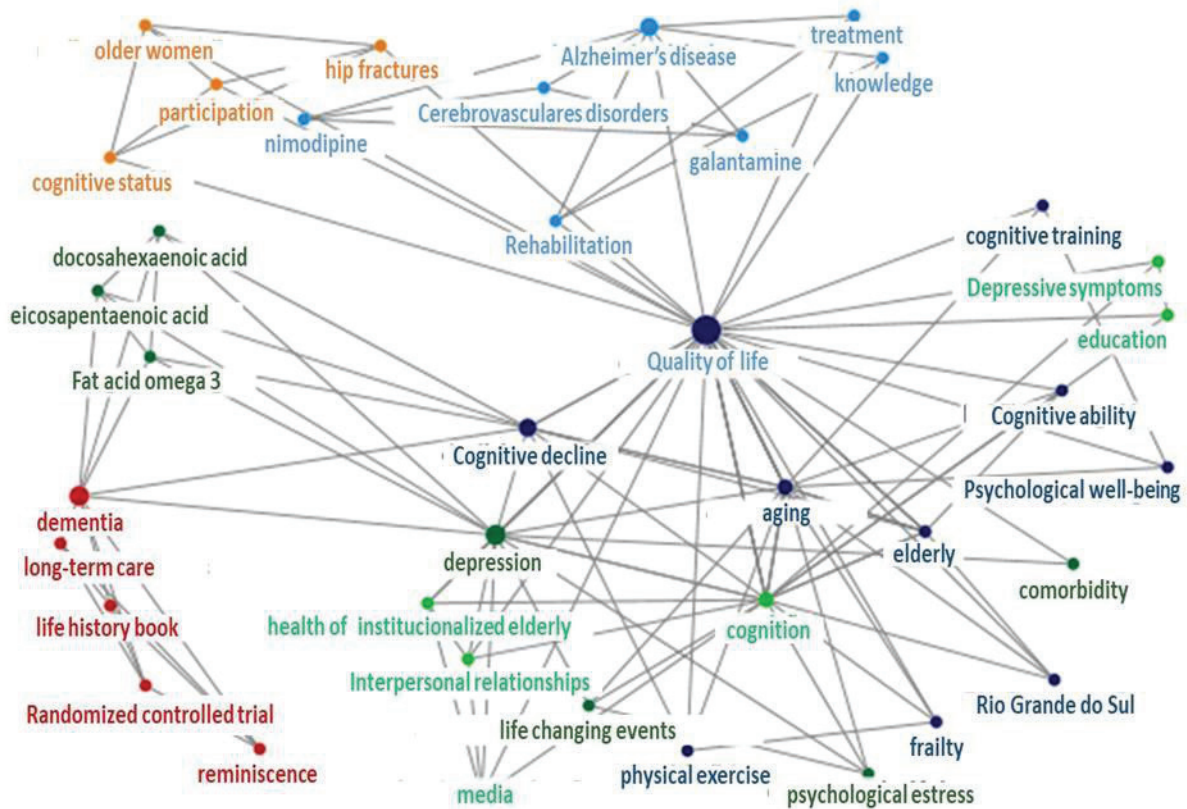 older women
hip fractures
participation
cognitive status
Alzheimer's disease
treatment
knowledge
Cerebrovasculares disorders
nimodipine
galantamine
Rehabilitation
docosahexaenoic acid
eicosapentaenoic acid
Fat acid omega 3
cognitive training
Depressive symptoms
education
Quality of life
Cognitive ability
Cognitive decline
Psychological well-being
aging
dementia
long-term care
life history book
Randomized controlled trial
reminiscence
depression
elderly
comorbidity
health of institucionalized elderly
cognition
Interpersonal relationships
life changing events
Rio Grande do Sul
frailty
physical exercise
media
psychological estress